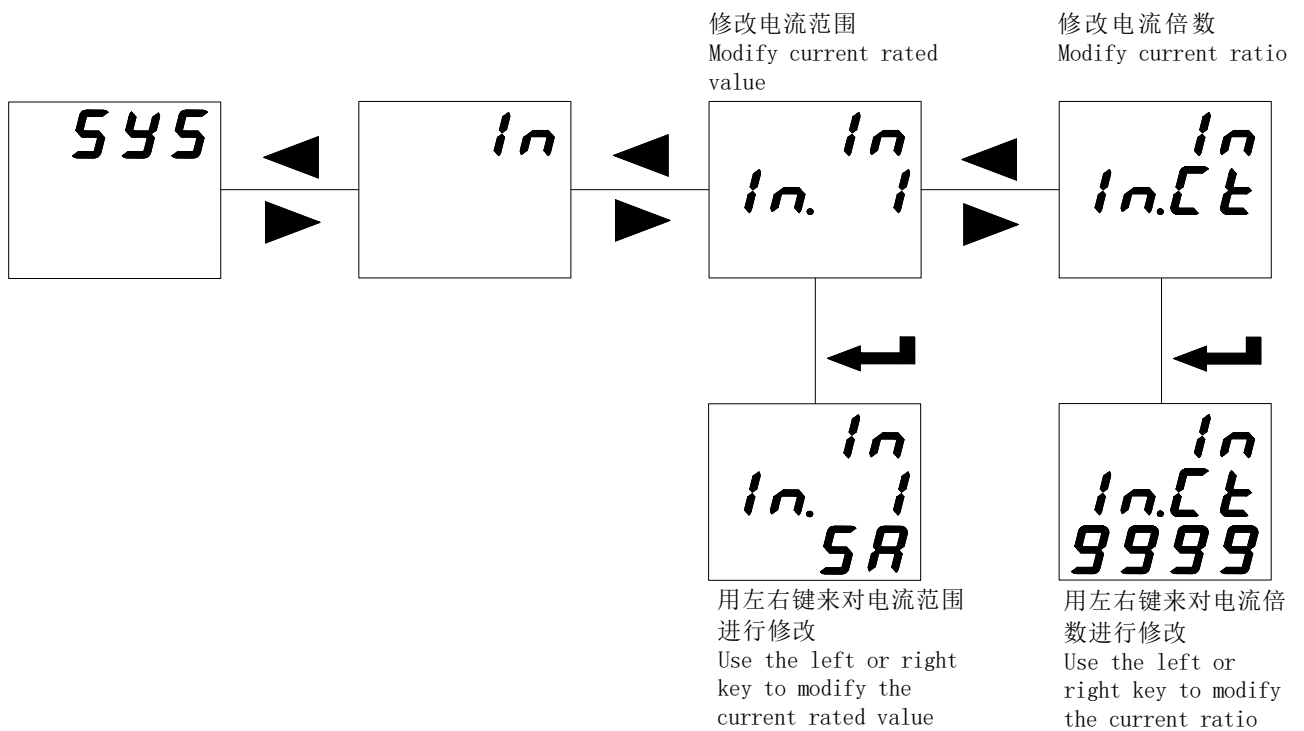 修改电流范围
Modify current rated
value
修改电流倍数
Modify current ratio
SYS
In
In
In. 1
In
In.Ct
In
In. 1
5A
In
In.Ct
9999
用左右键来对电流范围
进行修改
Use the left or right
key to modify the
current rated value
用左右键来对电流倍
数进行修改
Use the left or
right key to modify
the current ratio